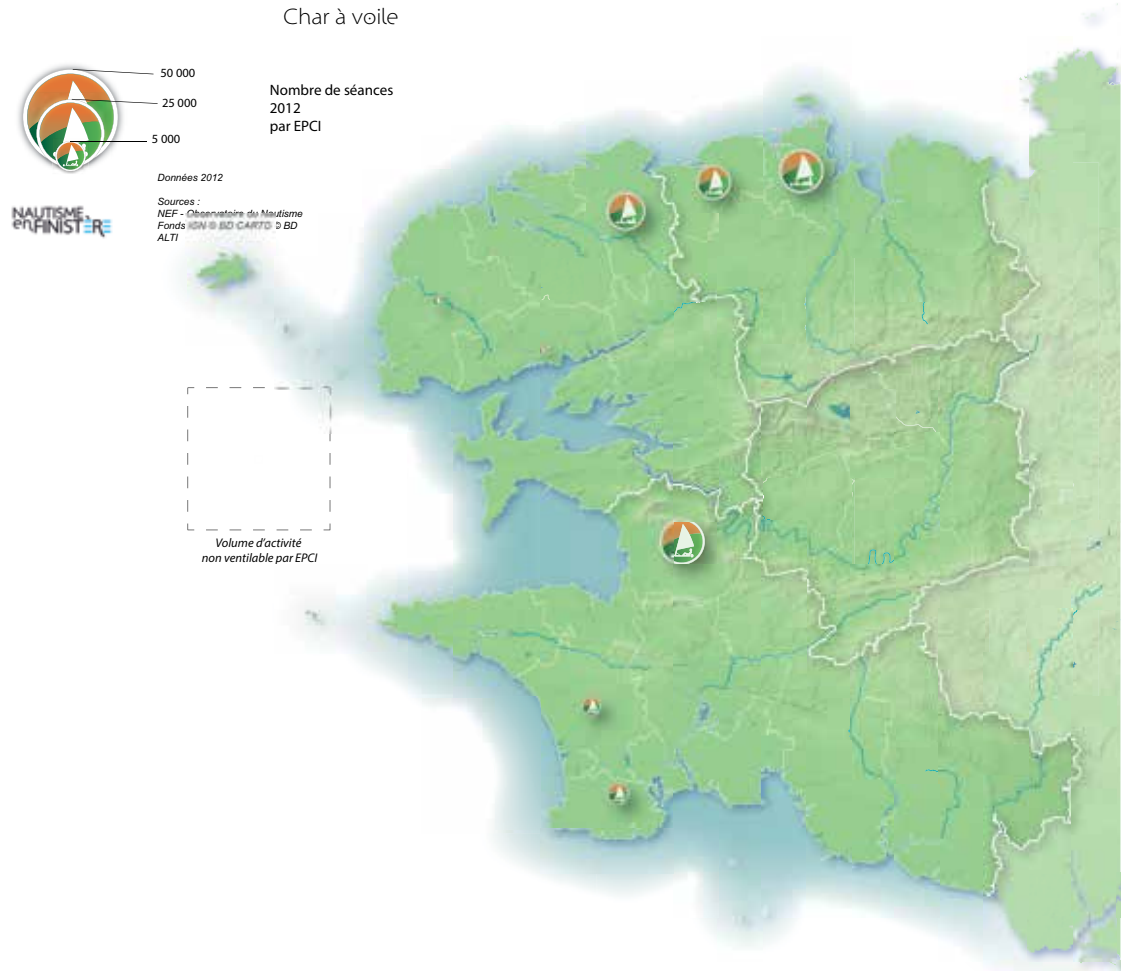 Char à voile
50 000
25 000
5 000
Nombre de séances
2012
par EPCI
Données 2012
Sources :
NEF - Observatoire du Nautisme
Fonds IGN © BD CARTO © BD
ALTI
NAUTISME
en FINISTÈRE
Volume d'activité
non ventilable par EPCI